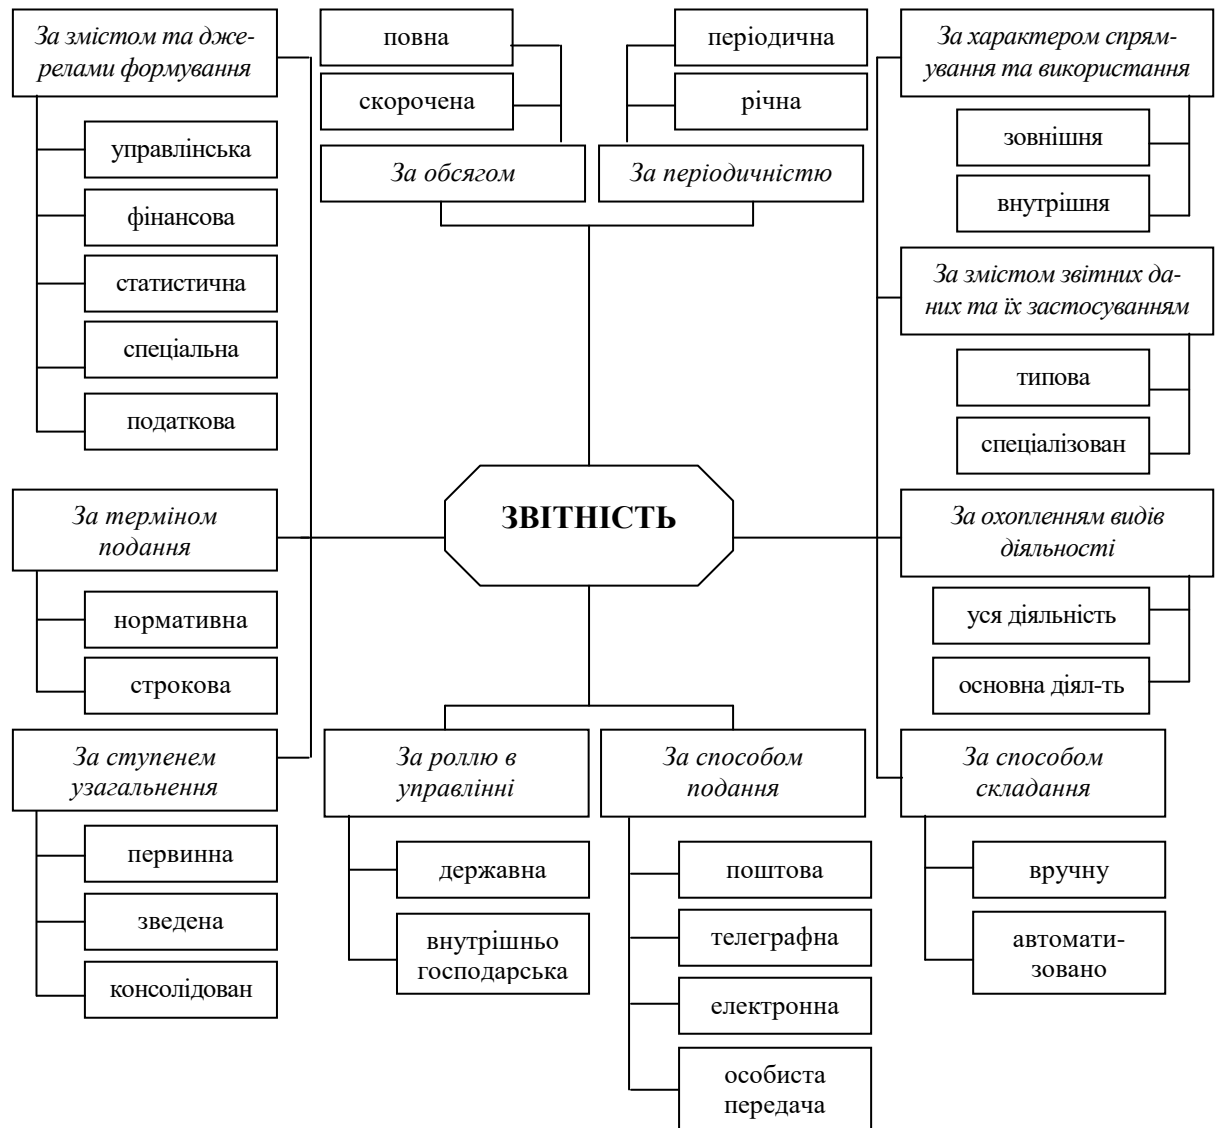 За змістом та дже-
релами формування
управлінська
фінансова
статистична
спеціальна
податкова
повна
скорочена
За обсягом
періодична
річна
За періодичністю
За характером спрям-
ування та використання
зовнішня
внутрішня
За змістом звітних да-
них та їх застосуванням
типова
спеціалізован
ЗВІТНІСТЬ
За терміном
подання
нормативна
строкова
За охопленням видів
діяльності
уся діяльність
основна діял-ть
За ступенем
узагальнення
первинна
зведена
консолідован
За роллю в
управлінні
державна
внутрішньо
господарська
За способом
подання
поштова
телеграфна
електронна
особиста
передача
За способом
складання
вручну
автомати-
зовано